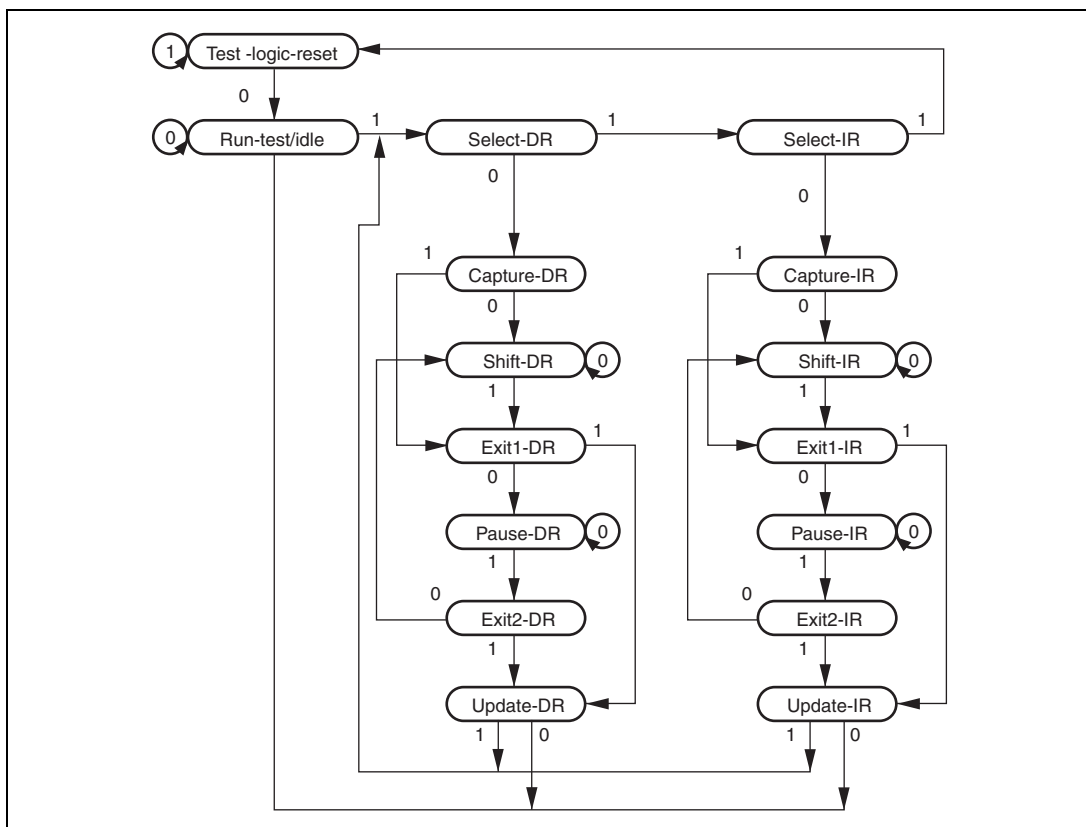 1 Test -logic-reset
0
0 Run-test/idle 1 Select-DR 1 Select-IR 1
0 0
1 1
Capture-DR Capture-IR
0 0
Shift-DR 0 Shift-IR 0
1 1
Exit1-DR 1 Exit1-IR 1
0 0
Pause-DR 0 Pause-IR 0
1 1
0 0
Exit2-DR Exit2-IR
1 1
Update-DR Update-IR
1 0 1 0